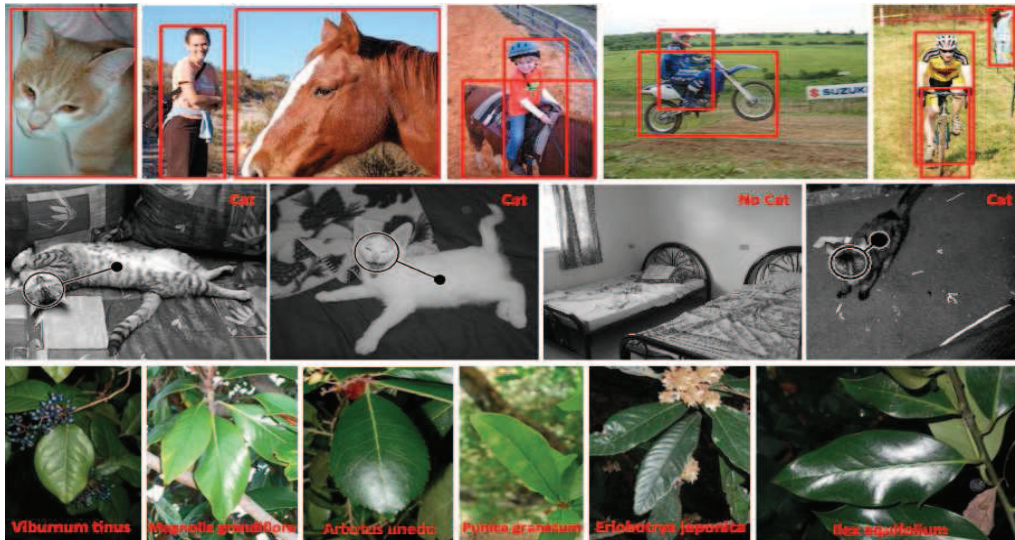 SUZUKI
Cat
Cat
No Cat
Cat
Viburnum tinus
Magnolia grandiflora
Arbutus unedo
Punica granatum
Eriobotrya japonica
Ilex aquifolium